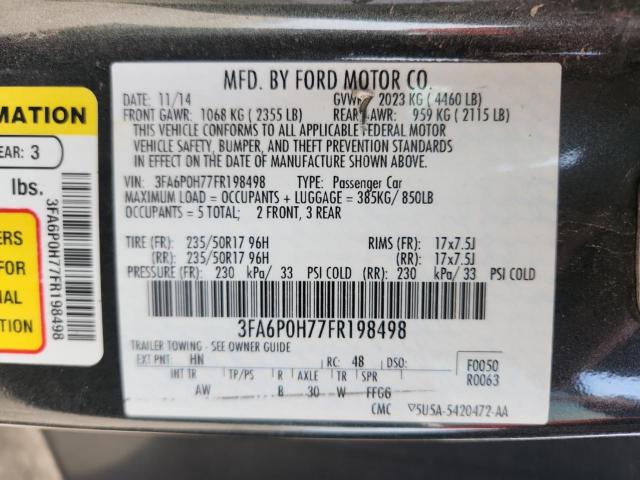 MFD. BY FORD MOTOR CO.
DATE: 11/14 GVWR: 2023 KG ( 4460 LB)
FRONT GAWR: 1068 KG ( 2355 LB) REAR GAWR: 959 KG ( 2115 LB)
THIS VEHICLE CONFORMS TO ALL APPLICABLE FEDERAL MOTOR
VEHICLE SAFETY, BUMPER, AND THEFT PREVENTION STANDARDS
IN EFFECT ON THE DATE OF MANUFACTURE SHOWN ABOVE.
VIN: 3FA6P0H77FR198498 TYPE: Passenger Car
MAXIMUM LOAD = OCCUPANTS + LUGGAGE = 385KG/ 850LB
OCCUPANTS = 5 TOTAL; 2 FRONT, 3 REAR
TIRE (FR): 235/50R17 96H RIMS (FR): 17x7.5J
(RR): 235/50R17 96H (RR): 17x7.5J
PRESSURE (FR): 230 kPa/ 33 PSI COLD (RR): 230 kPa/ 33 PSI COLD
3FA6P0H77FR198498
TRAILER TOWING - SEE OWNER GUIDE
EXT PNT: HN RC: 48 DSO: F0050
INT TR TP/PS R AXLE TR SPR R0063
AW B 30 W FFGG
CMC ▽5U5A-5420472-AA
MATION
EAR: 3
lbs.
3FA6P0H77FR198498
ERS
FOR
NAL
TION